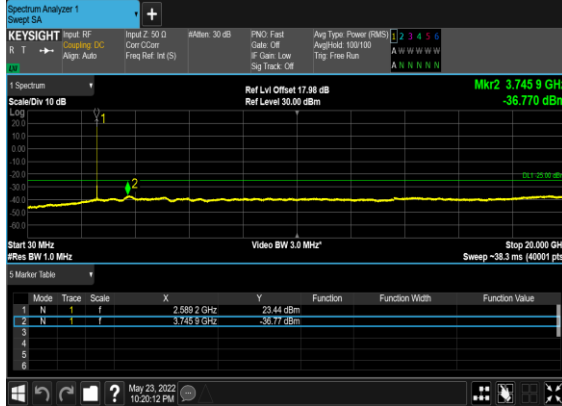 Spectrum Analyzer 1
Swept SA
+
KEYSIGHT
R T
LXI
Input: RF
Coupling: DC
Align: Auto
Input Z: 50 Ω
Corr CCorr
Freq Ref: Int (S)
#Atten: 30 dB
PNO: Fast
Gate: Off
IF Gain: Low
Sig Track: Off
Avg Type: Power (RMS)
Avg|Hold: 100/100
Trig: Free Run
1 2 3 4 5 6
A W W W W W
A N N N N N
1 Spectrum
Scale/Div 10 dB
Ref Lvl Offset 17.98 dB
Ref Level 30.00 dBm
Mkr2 3.745 9 GHz
-36.770 dBm
Log
20.0
10.0
0.00
-10.0
-20.0
-30.0
-40.0
-50.0
-60.0
1
2
DL1 -25.00 dBm
Start 30 MHz
#Res BW 1.0 MHz
Video BW 3.0 MHz*
Stop 20.000 GHz
Sweep ~38.3 ms (40001 pts)
5 Marker Table
Mode Trace Scale X Y Function Function Width Function Value
1 N 1 f 2.589 2 GHz 23.44 dBm
2 N 1 f 3.745 9 GHz -36.77 dBm
3
4
5
6
?
May 23, 2022
10:20:12 PM